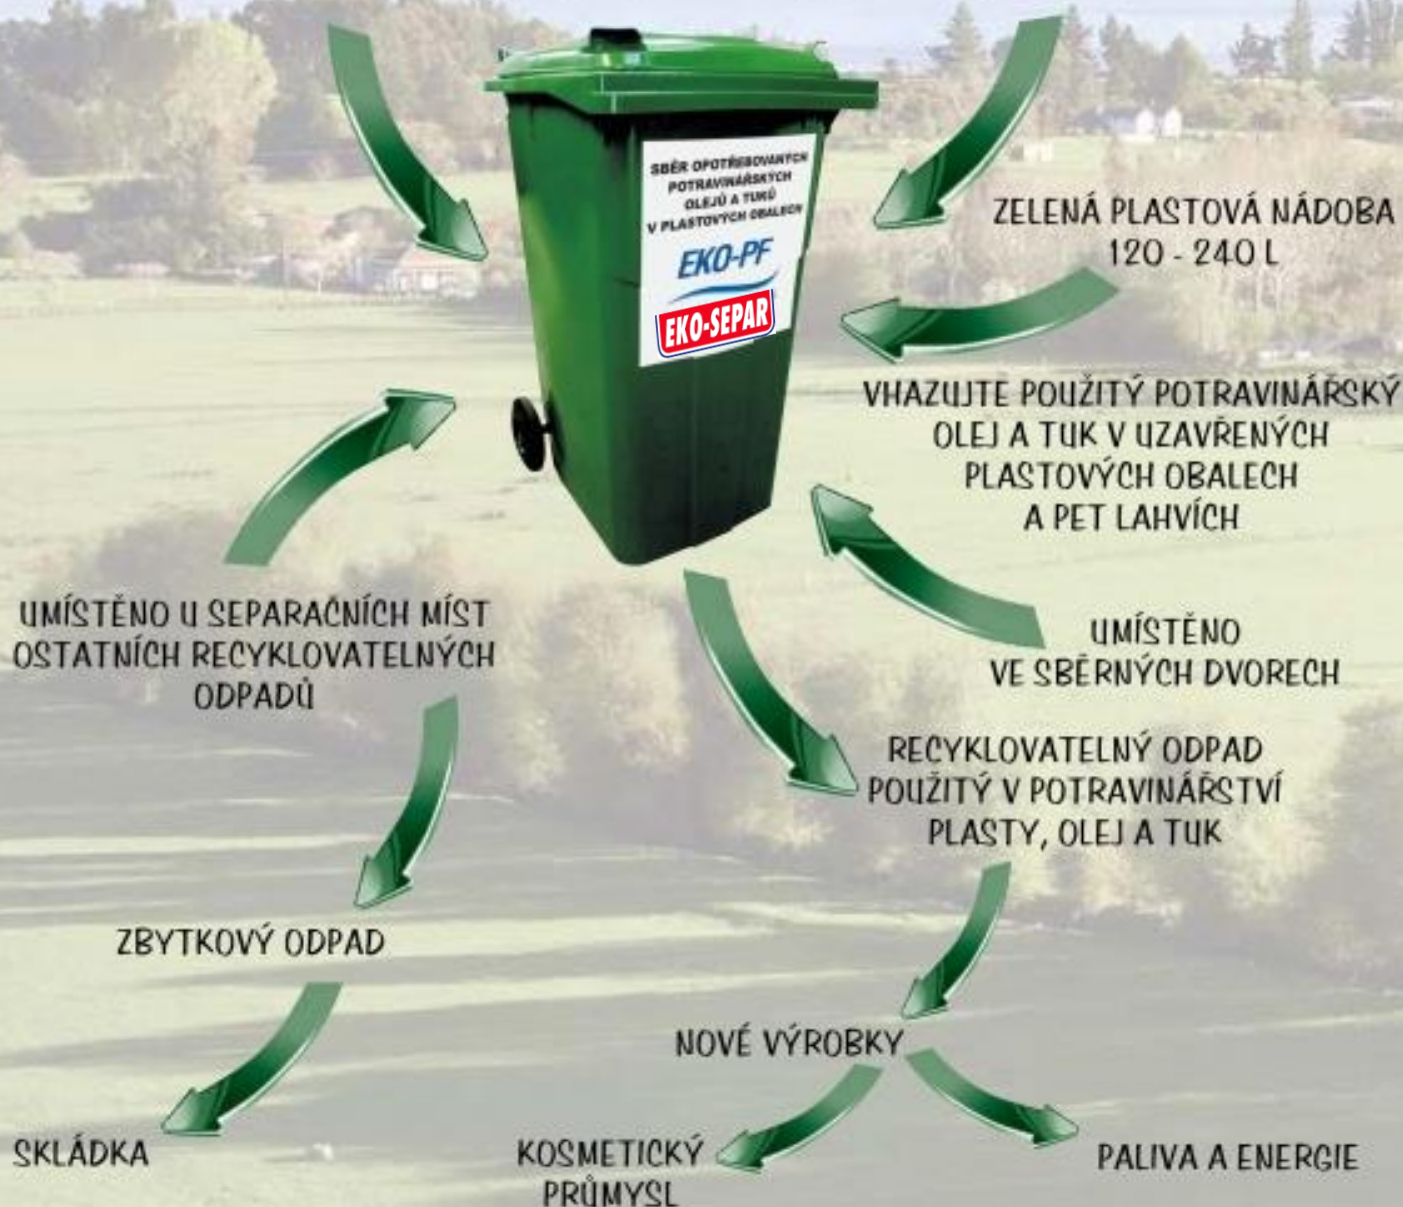 SBĚR OPOTŘEBOVANÝCH
POTRAVINÁŘSKÝCH
OLEJŮ A TUKŮ
V PLASTOVÝCH OBALECH
EKO-PF
EKO-SEPAR
ZELENÁ PLASTOVÁ NÁDOBA
120 - 240 L
VHAZUJTE POUŽITÝ POTRAVINÁŘSKÝ
OLEJ A TUK V UZAVŘENÝCH
PLASTOVÝCH OBALECH
A PET LAHVÍCH
UMÍSTĚNO U SEPARAČNÍCH MÍST
OSTATNÍCH RECYKLOVATELNÝCH
ODPADŮ
UMÍSTĚNO
VE SBĚRNÝCH DVORECH
RECYKLOVATELNÝ ODPAD
POUŽITÝ V POTRAVINÁŘSTVÍ
PLASTY, OLEJ A TUK
ZBYTKOVÝ ODPAD
NOVÉ VÝROBKY
SKLÁDKA
KOSMETICKÝ
PRŮMYSL
PALIVA A ENERGIE